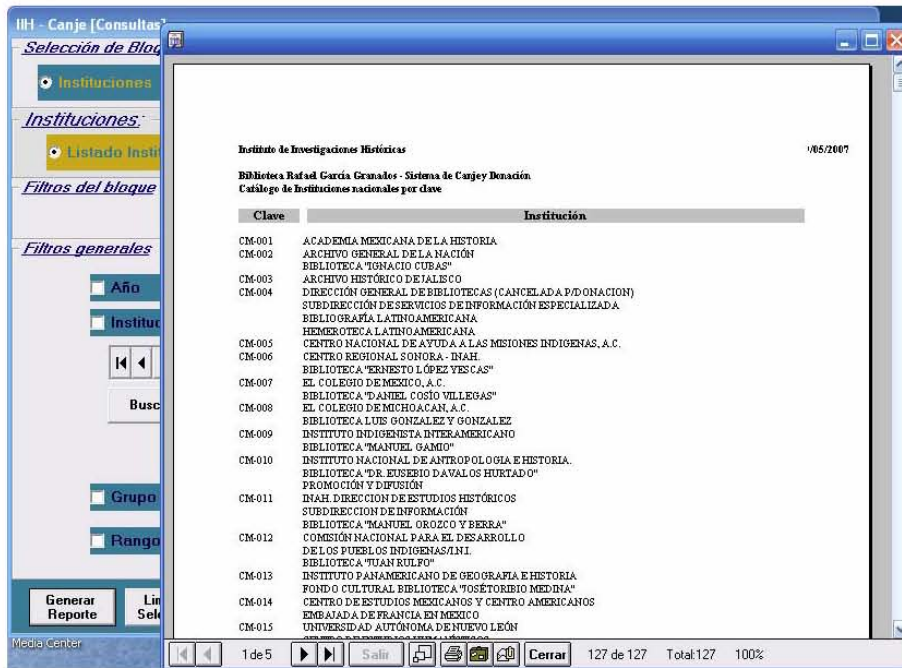 IIH - Canje [Consultas]
Selección de Bloq
Instituciones
Instituciones:
Listado Instit
Filtros del bloque
Filtros generales
Año
Instituc
Busc
Grupo
Rango
Generar Reporte
Lim
Sele
Media Center
Instituto de Investigaciones Históricas
/05/2007
Biblioteca Rafael García Granados - Sistema de Canje y Donación
Catálogo de Instituciones nacionales por clave
Clave Institución
CM-001 ACADEMIA MEXICANA DE LA HISTORIA
CM-002 ARCHIVO GENERAL DE LA NACIÓN
BIBLIOTECA "IGNACIO CUBAS"
CM-003 ARCHIVO HISTÓRICO DE JALISCO
CM-004 DIRECCIÓN GENERAL DE BIBLIOTECAS (CANCELADA P/DONACION)
SUBDIRECCIÓN DE SERVICIOS DE INFORMACIÓN ESPECIALIZADA
BIBLIOGRAFÍA LATINOAMERICANA
HEMEROTECA LATINOAMERICANA
CM-005 CENTRO NACIONAL DE AYUDA A LAS MISIONES INDIGENAS, A.C.
CM-006 CENTRO REGIONAL SONORA - INAH.
BIBLIOTECA "ERNESTO LÓPEZ YESCAS"
CM-007 EL COLEGIO DE MEXICO, A.C.
BIBLIOTECA "DANIEL COSÍO VILLEGAS"
CM-008 EL COLEGIO DE MICHOACAN, A.C.
BIBLIOTECA LUIS GONZALEZ Y GONZALEZ
CM-009 INSTITUTO INDIGENISTA INTERAMERICANO
BIBLIOTECA "MANUEL GAMIO"
CM-010 INSTITUTO NACIONAL DE ANTROPOLOGIA E HISTORIA.
BIBLIOTECA "DR. EUSEBIO DAVALOS HURTADO"
PROMOCIÓN Y DIFUSIÓN
CM-011 INAH. DIRECCION DE ESTUDIOS HISTÓRICOS
SUBDIRECCION DE INFORMACIÓN
BIBLIOTECA "MANUEL OROZCO Y BERRA"
CM-012 COMISIÓN NACIONAL PARA EL DESARROLLO
DE LOS PUEBLOS INDIGENAS/I.N.I.
BIBLIOTECA "JUAN RULFO"
CM-013 INSTITUTO PANAMERICANO DE GEOGRAFIA E HISTORIA
FONDO CULTURAL BIBLIOTECA "JOSÉ TORIBIO MEDINA"
CM-014 CENTRO DE ESTUDIOS MEXICANOS Y CENTRO AMERICANOS
EMBAJADA DE FRANCIA EN MEXICO
CM-015 UNIVERSIDAD AUTÓNOMA DE NUEVO LEÓN
1 de 5 Salir Cerrar 127 de 127 Total:127 100%